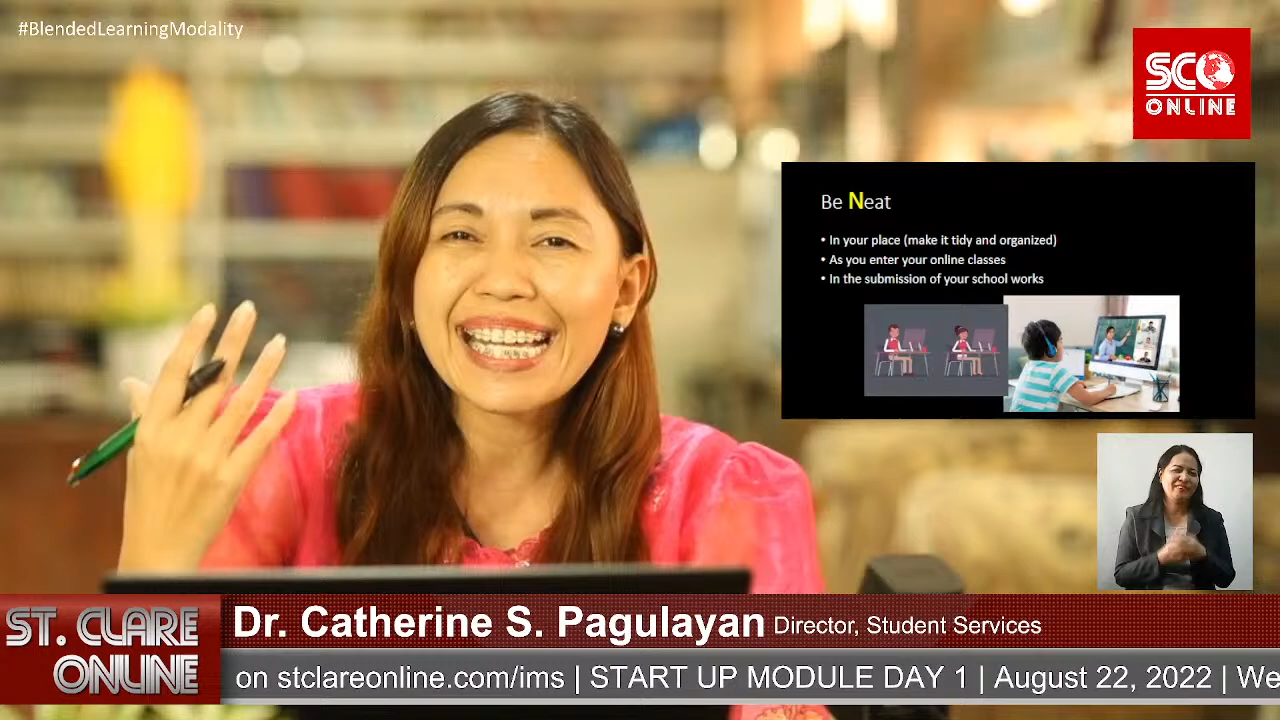 #BlendedLearningModality
SCO
ONLINE
Be Neat
• In your place (make it tidy and organized)
• As you enter your online classes
• In the submission of your school works
ST. CLARE
ONLINE
Dr. Catherine S. Pagulayan Director, Student Services
on stclareonline.com/ims | START UP MODULE DAY 1 | August 22, 2022 | We